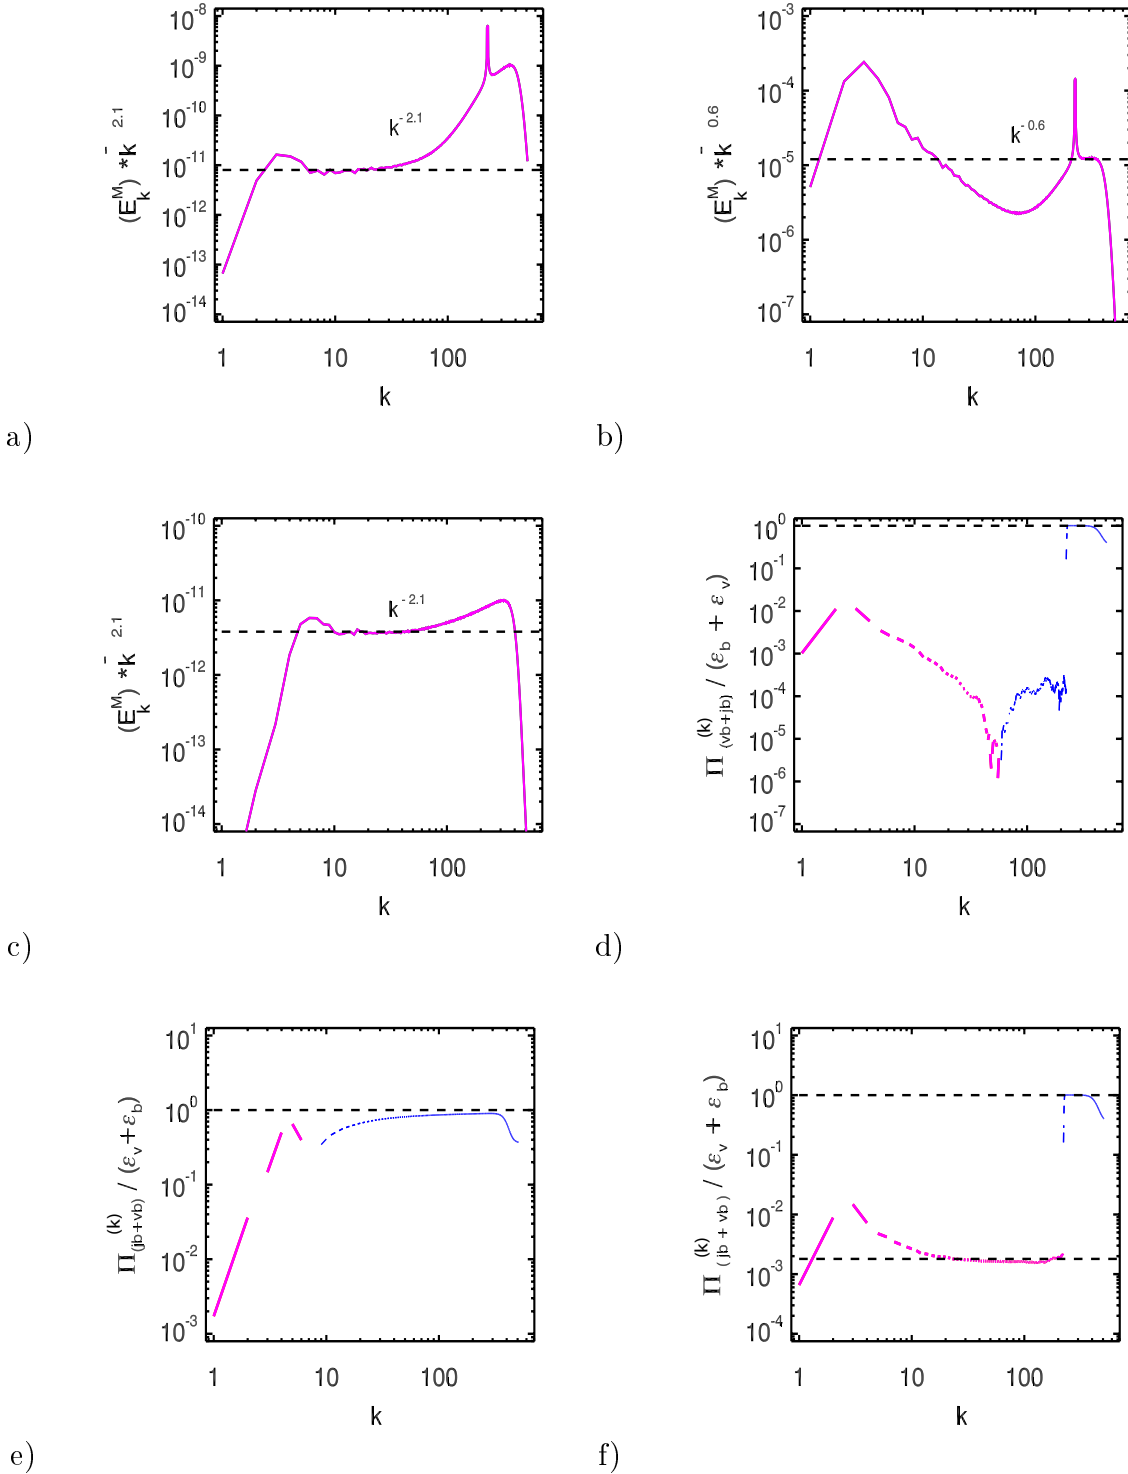 10^-8
10^-9
10^-10
10^-11
10^-12
10^-13
10^-14
(E_k^M) *k^- 2.1
k^-2.1
1 10 100
k
a)
10^-3
10^-4
10^-5
10^-6
10^-7
(E_k^M) *k^- 0.6
k^-0.6
1 10 100
k
b)
10^-10
10^-11
10^-12
10^-13
10^-14
(E_k^M) *k^- 2.1
k^-2.1
1 10 100
k
c)
10^0
10^-1
10^-2
10^-3
10^-4
10^-5
10^-6
10^-7
Π_(vb+jb)^(k) / (ε_b + ε_v)
1 10 100
k
d)
10^1
10^0
10^-1
10^-2
10^-3
Π_(jb+vb)^(k) / (ε_v+ε_b)
1 10 100
k
e)
10^1
10^0
10^-1
10^-2
10^-3
10^-4
Π_(jb + vb)^(k) / (ε_v + ε_b)
1 10 100
k
f)